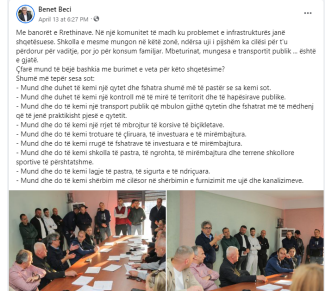 Benet Beci
April 13 at 6:27 PM ·
Me banorët e Rrethinave. Në një komunitet të madh ku problemet e infrastrukturës janë
shqetësuese. Shkolla e mesme mungon në këtë zonë, ndërsa uji i pijshëm ka cilësi për t'u
përdorur për vaditje, por jo për konsum familjar. Mbeturinat, mungesa e transportit publik ... është
e gjatë.
Çfarë mund të bëjë bashkia me burimet e veta për këto shqetësime?
Shumë më tepër sesa sot:
- Mund dhe duhet të kemi një qytet dhe fshatra shumë më të pastër se sa kemi sot.
- Mund dhe duhet të kemi një kontroll më të mirë të territorit dhe të hapësirave publike.
- Mund dhe do të kemi një transport publik që mbulon gjithë qytetin dhe fshatrat më të mëdhenj
që të jenë praktikisht pjesë e qytetit.
- Mund dhe do të kemi një rrjet të mbrojtur të korsive të biçikletave.
- Mund dhe do të kemi trotuare të çliruara, të investuara e të mirëmbajtura.
- Mund dhe do të kemi rrugë të fshatrave të investuara e të mirëmbajtura.
- Mund dhe do të kemi shkolla të pasta, të ngrohta, të mirëmbajtura dhe terrene shkollore
sportive të përshtatshme.
- Mund dhe do të kemi lagje të pastra, të sigurta e të ndriçuara.
- Mund dhe do të kemi shërbim më cilësor në shërbimin e furnizimit me ujë dhe kanalizimeve.